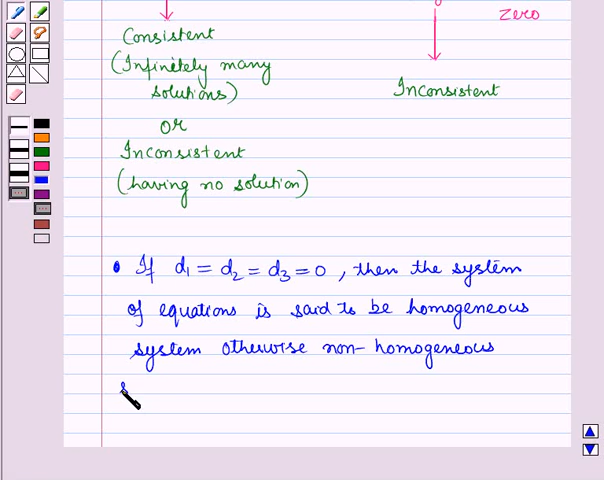 zero
Consistent
(Infinitely many
solutions)
or
Inconsistent
(having no solution)
Inconsistent
• If d₁ = d₂ = d₃ = 0, then the system
of equations is said to be homogeneous
system otherwise non-homogeneous